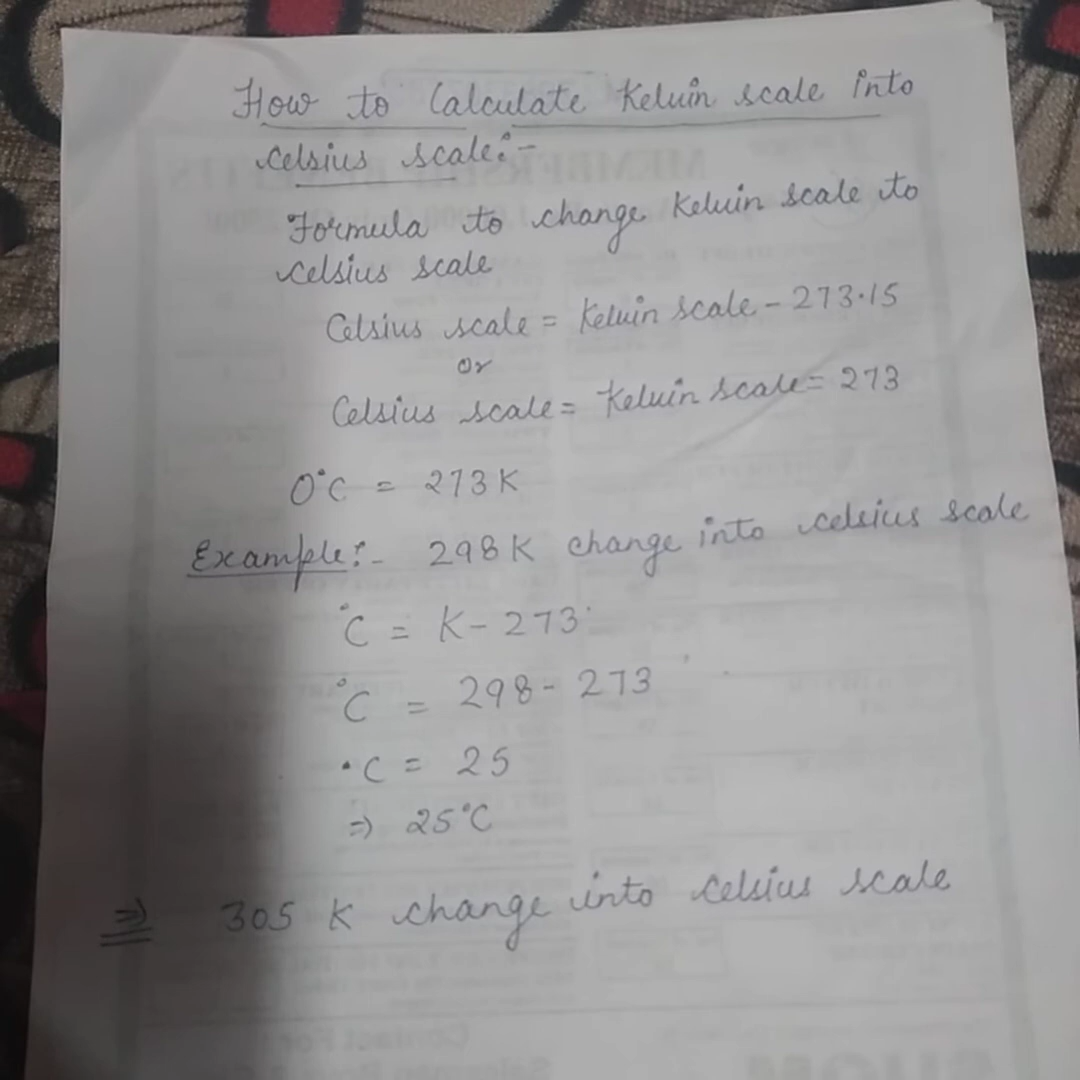 How to Calculate Kelvin scale into
celsius scale:-
Formula to change Kelvin scale to
celsius scale
Celsius scale = Kelvin scale - 273.15
or
Celsius scale = Kelvin scale = 273
0°C = 273 K
Example:- 298 K change into celsius scale
°C = K - 273
°C = 298 - 273
°C = 25
⇒ 25°C
⇒ 305 K change into celsius scale